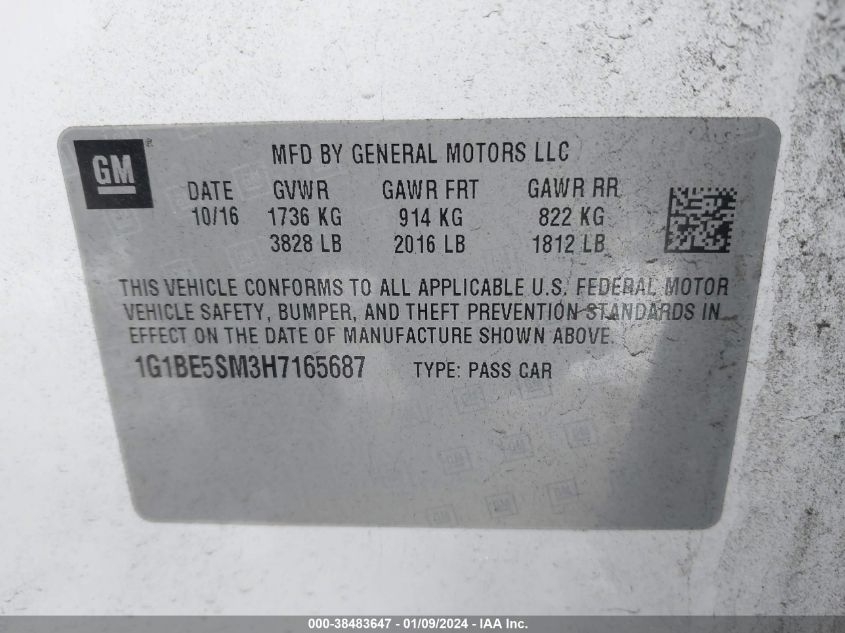 GM
MFD BY GENERAL MOTORS LLC
DATE GVWR GAWR FRT GAWR RR
10/16 1736 KG 914 KG 822 KG
3828 LB 2016 LB 1812 LB
THIS VEHICLE CONFORMS TO ALL APPLICABLE U.S. FEDERAL MOTOR
VEHICLE SAFETY, BUMPER, AND THEFT PREVENTION STANDARDS IN
EFFECT ON THE DATE OF MANUFACTURE SHOWN ABOVE.
1G1BE5SM3H7165687 TYPE: PASS CAR
000-38483647 - 01/09/2024 - IAA Inc.